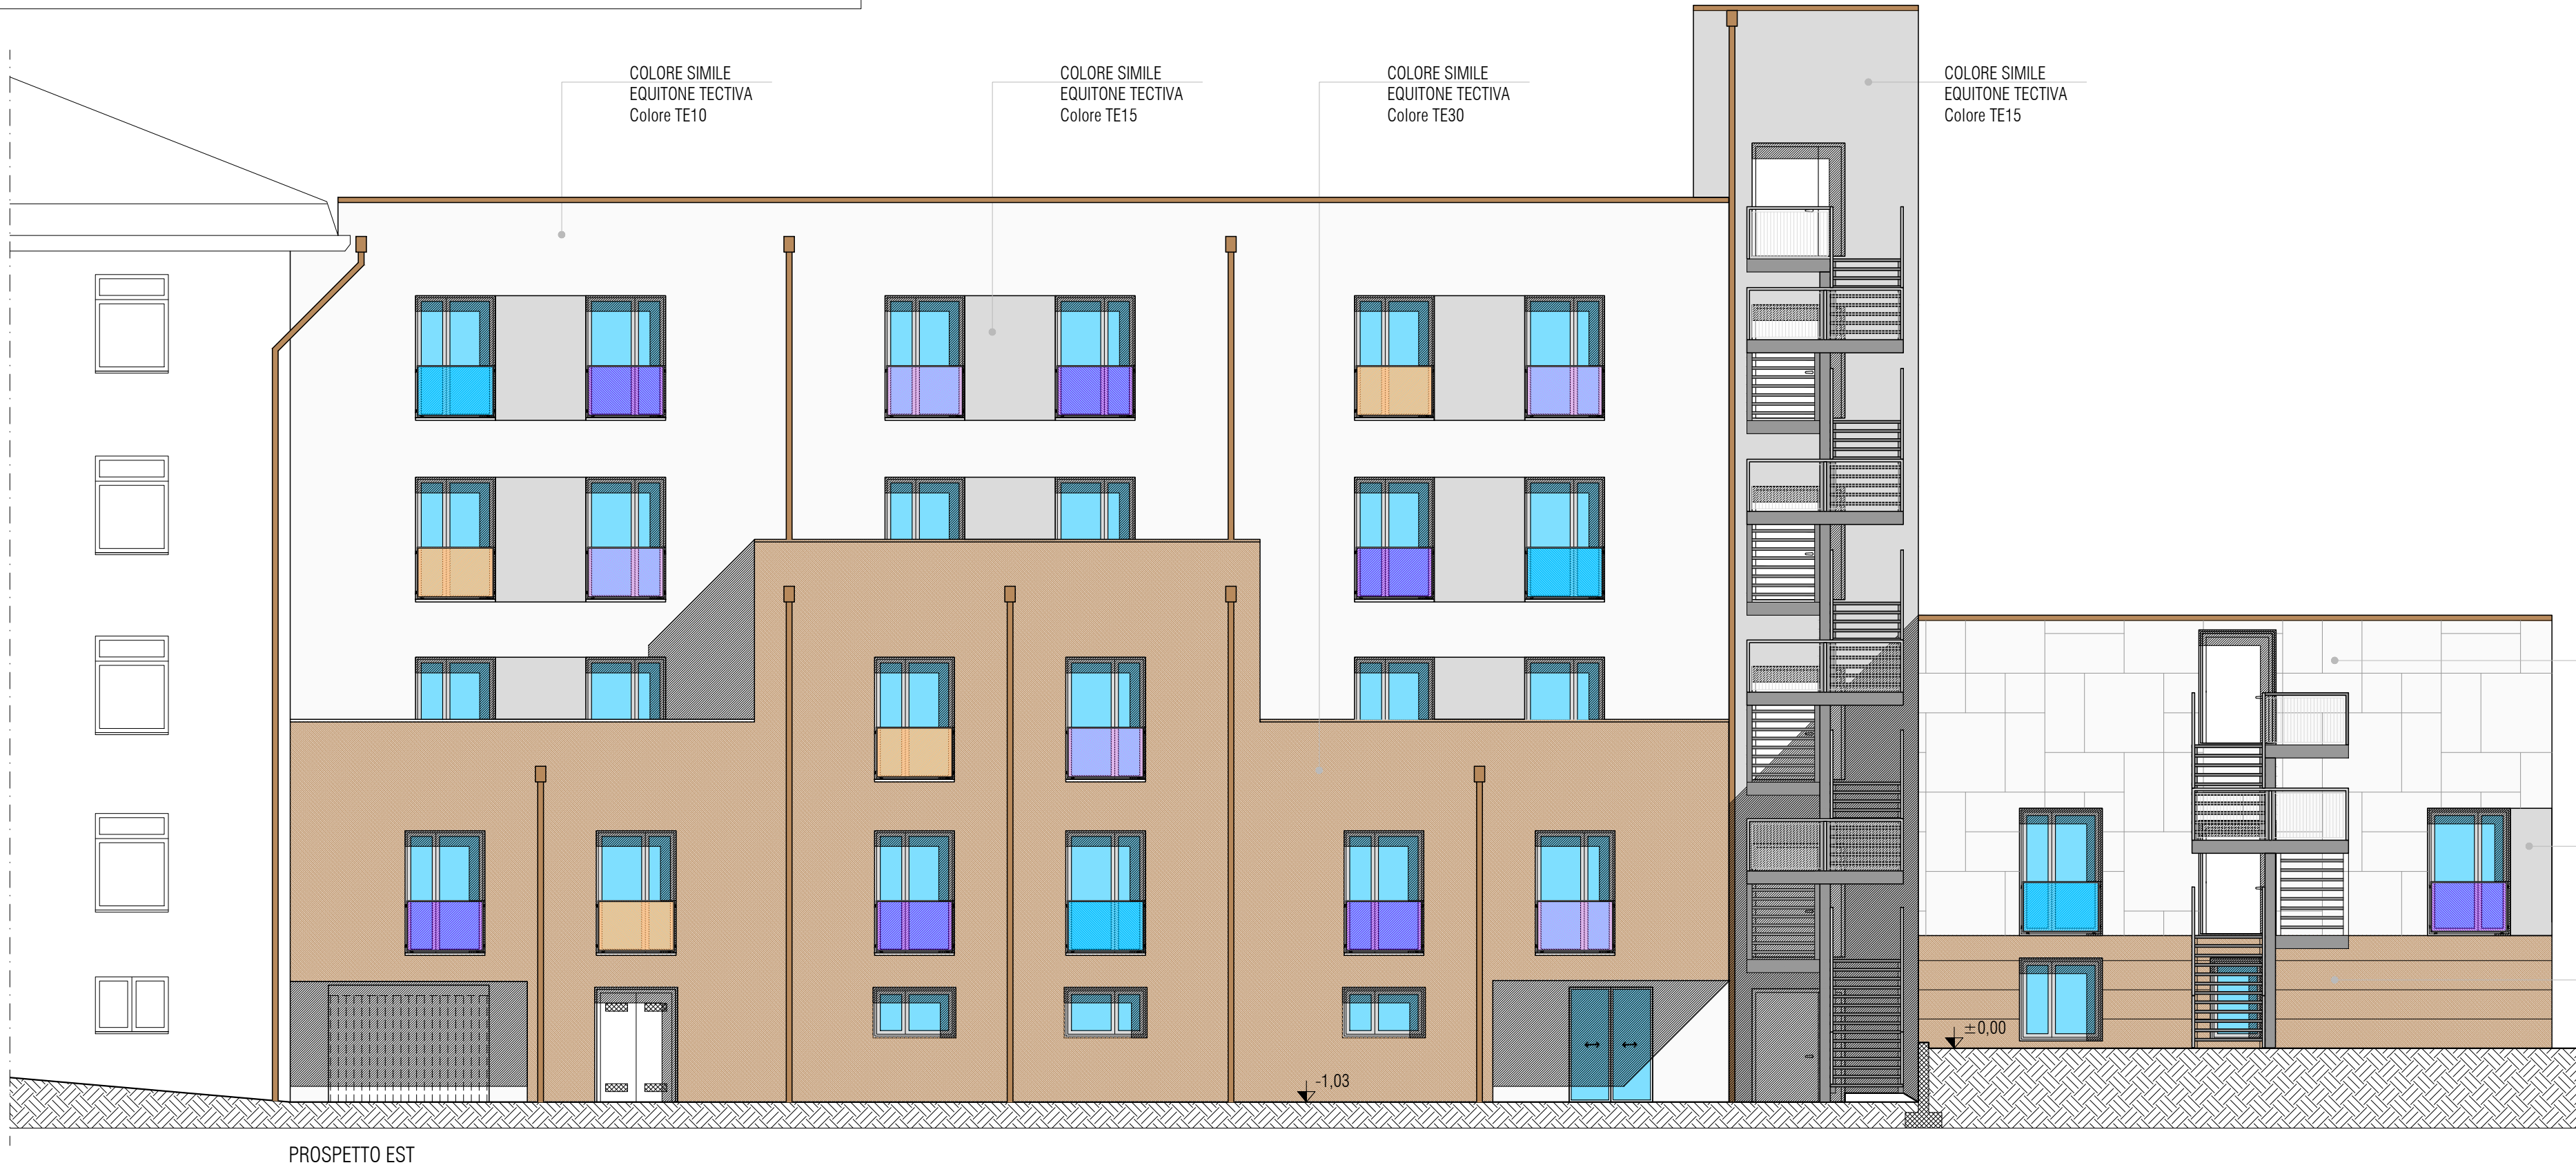 COLORE SIMILE
EQUITONE TECTIVA
Colore TE10
COLORE SIMILE
EQUITONE TECTIVA
Colore TE15
COLORE SIMILE
EQUITONE TECTIVA
Colore TE30
COLORE SIMILE
EQUITONE TECTIVA
Colore TE15
±0,00
-1,03
PROSPETTO EST